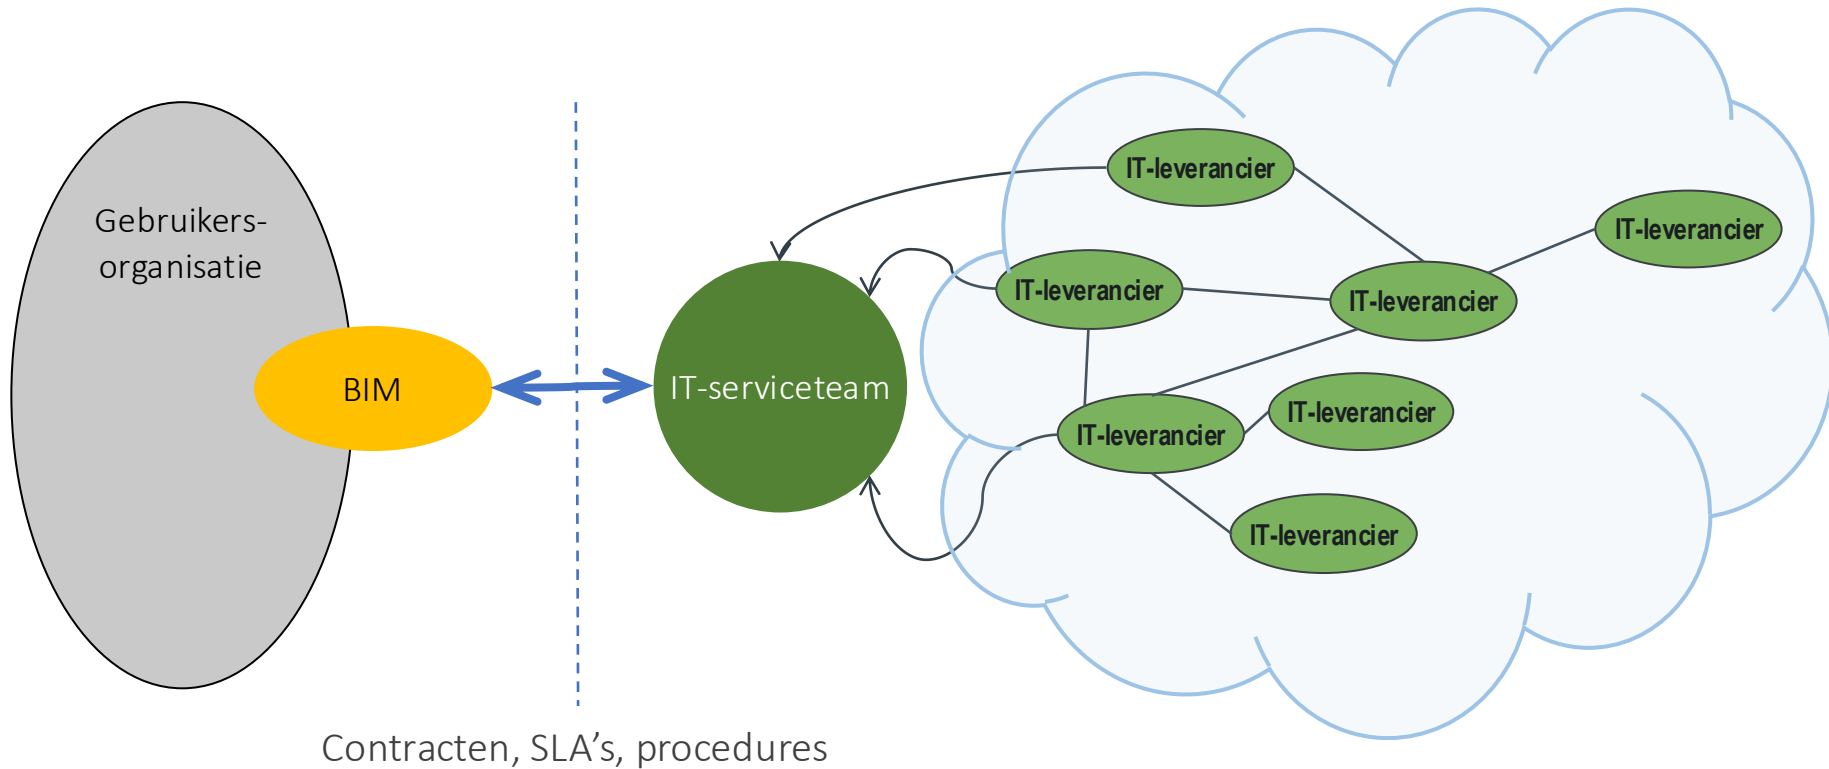 Gebruikers-
organisatie
BIM
IT-serviceteam
IT-leverancier
IT-leverancier
IT-leverancier
IT-leverancier
IT-leverancier
IT-leverancier
IT-leverancier
Contracten, SLA’s, procedures